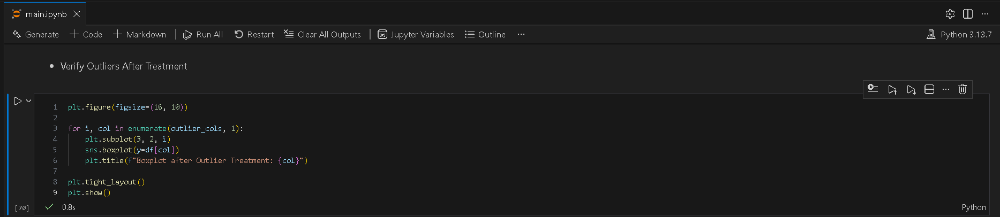 main.ipynb
Generate Code Markdown Run All Restart Clear All Outputs Jupyter Variables Outline ... Python 3.13.7
• Verify Outliers After Treatment
1 plt.figure(figsize=(16, 10))
2
3 for i, col in enumerate(outlier_cols, 1):
4     plt.subplot(3, 2, i)
5     sns.boxplot(y=df[col])
6     plt.title(f"Boxplot after Outlier Treatment: {col}")
7
8 plt.tight_layout()
9 plt.show()
[70] 0.8s Python